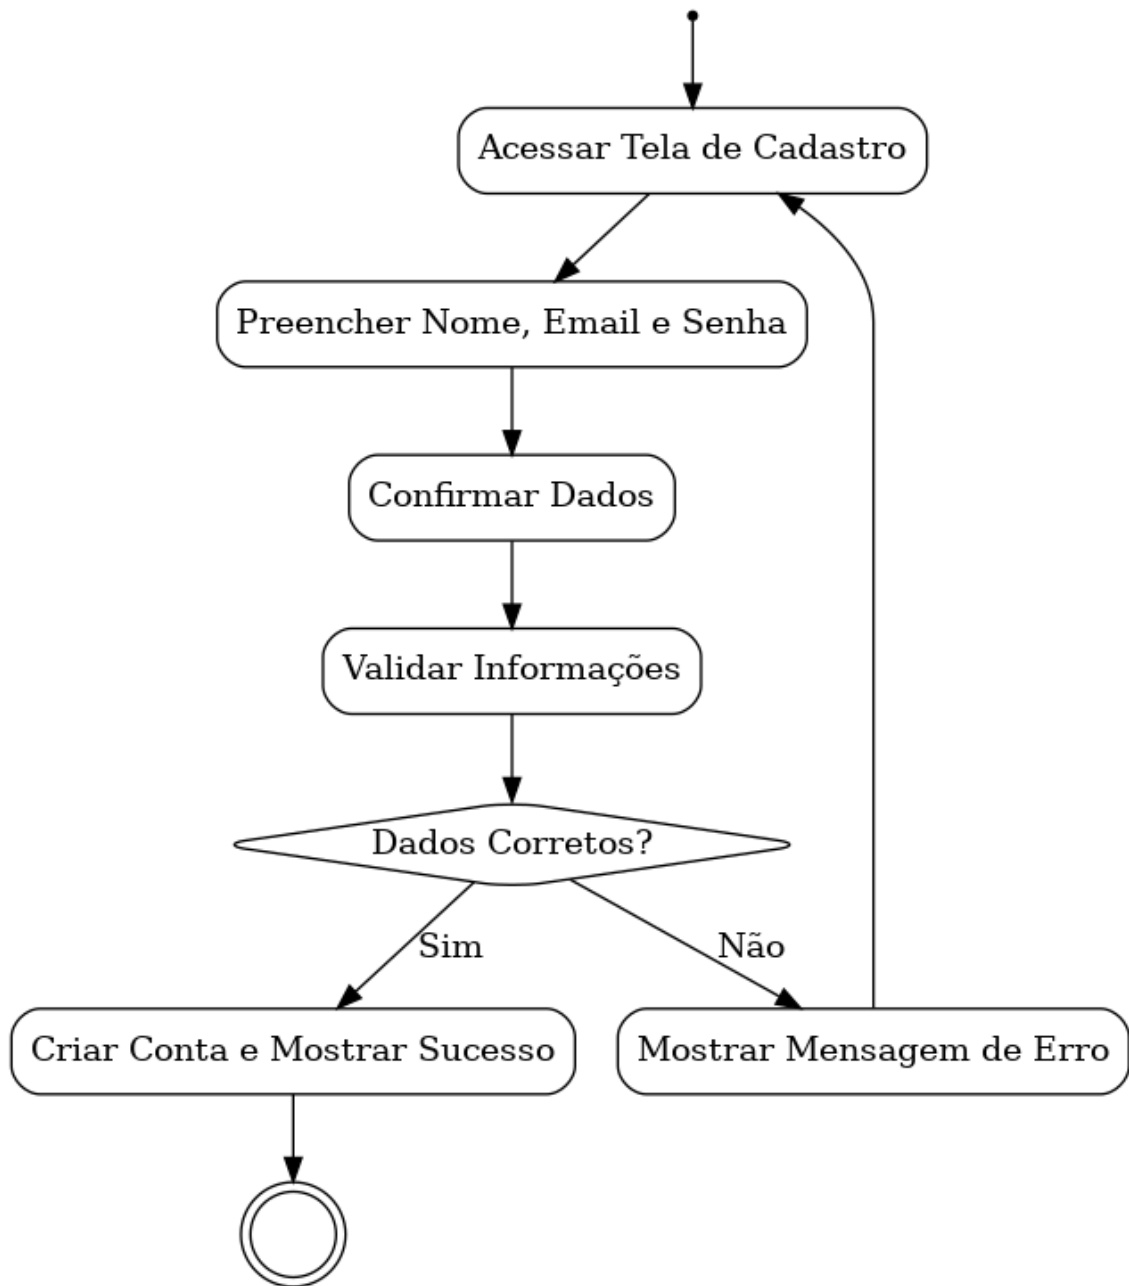 Acessar Tela de Cadastro
Preencher Nome, Email e Senha
Confirmar Dados
Validar Informações
Dados Corretos?
Sim
Não
Criar Conta e Mostrar Sucesso
Mostrar Mensagem de Erro